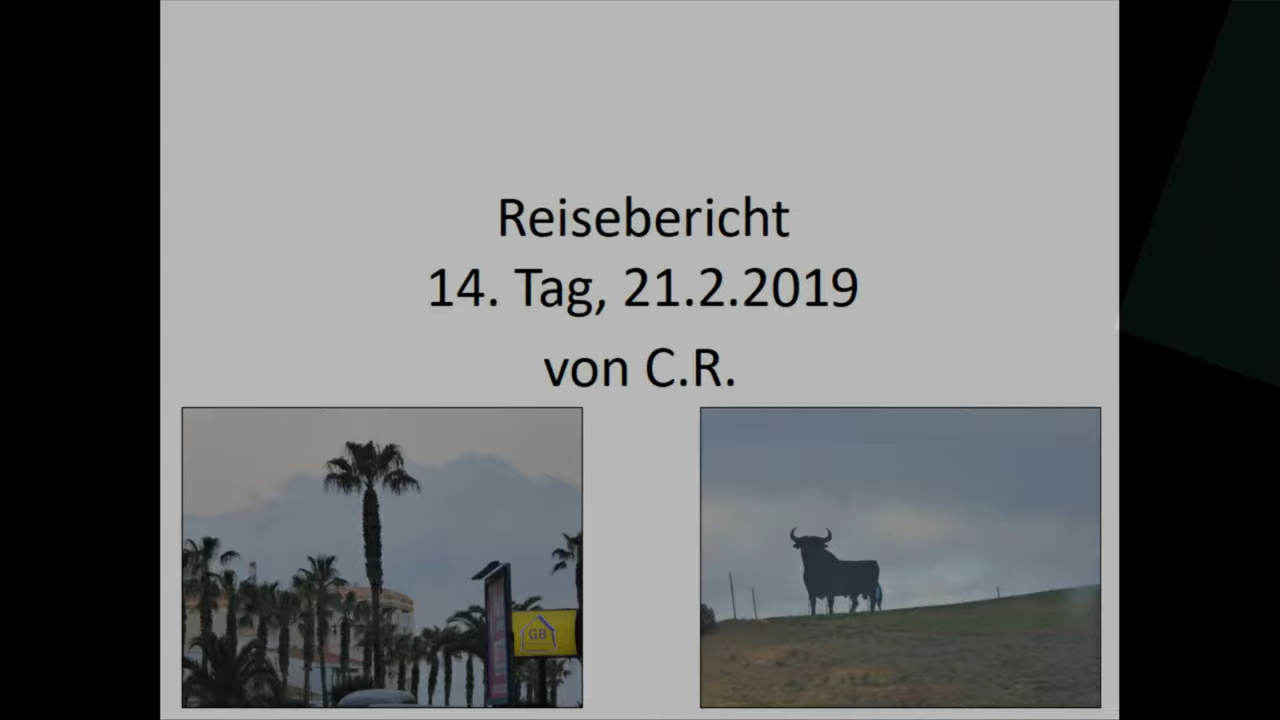 Reisebericht
14. Tag, 21.2.2019
von C.R.
GB